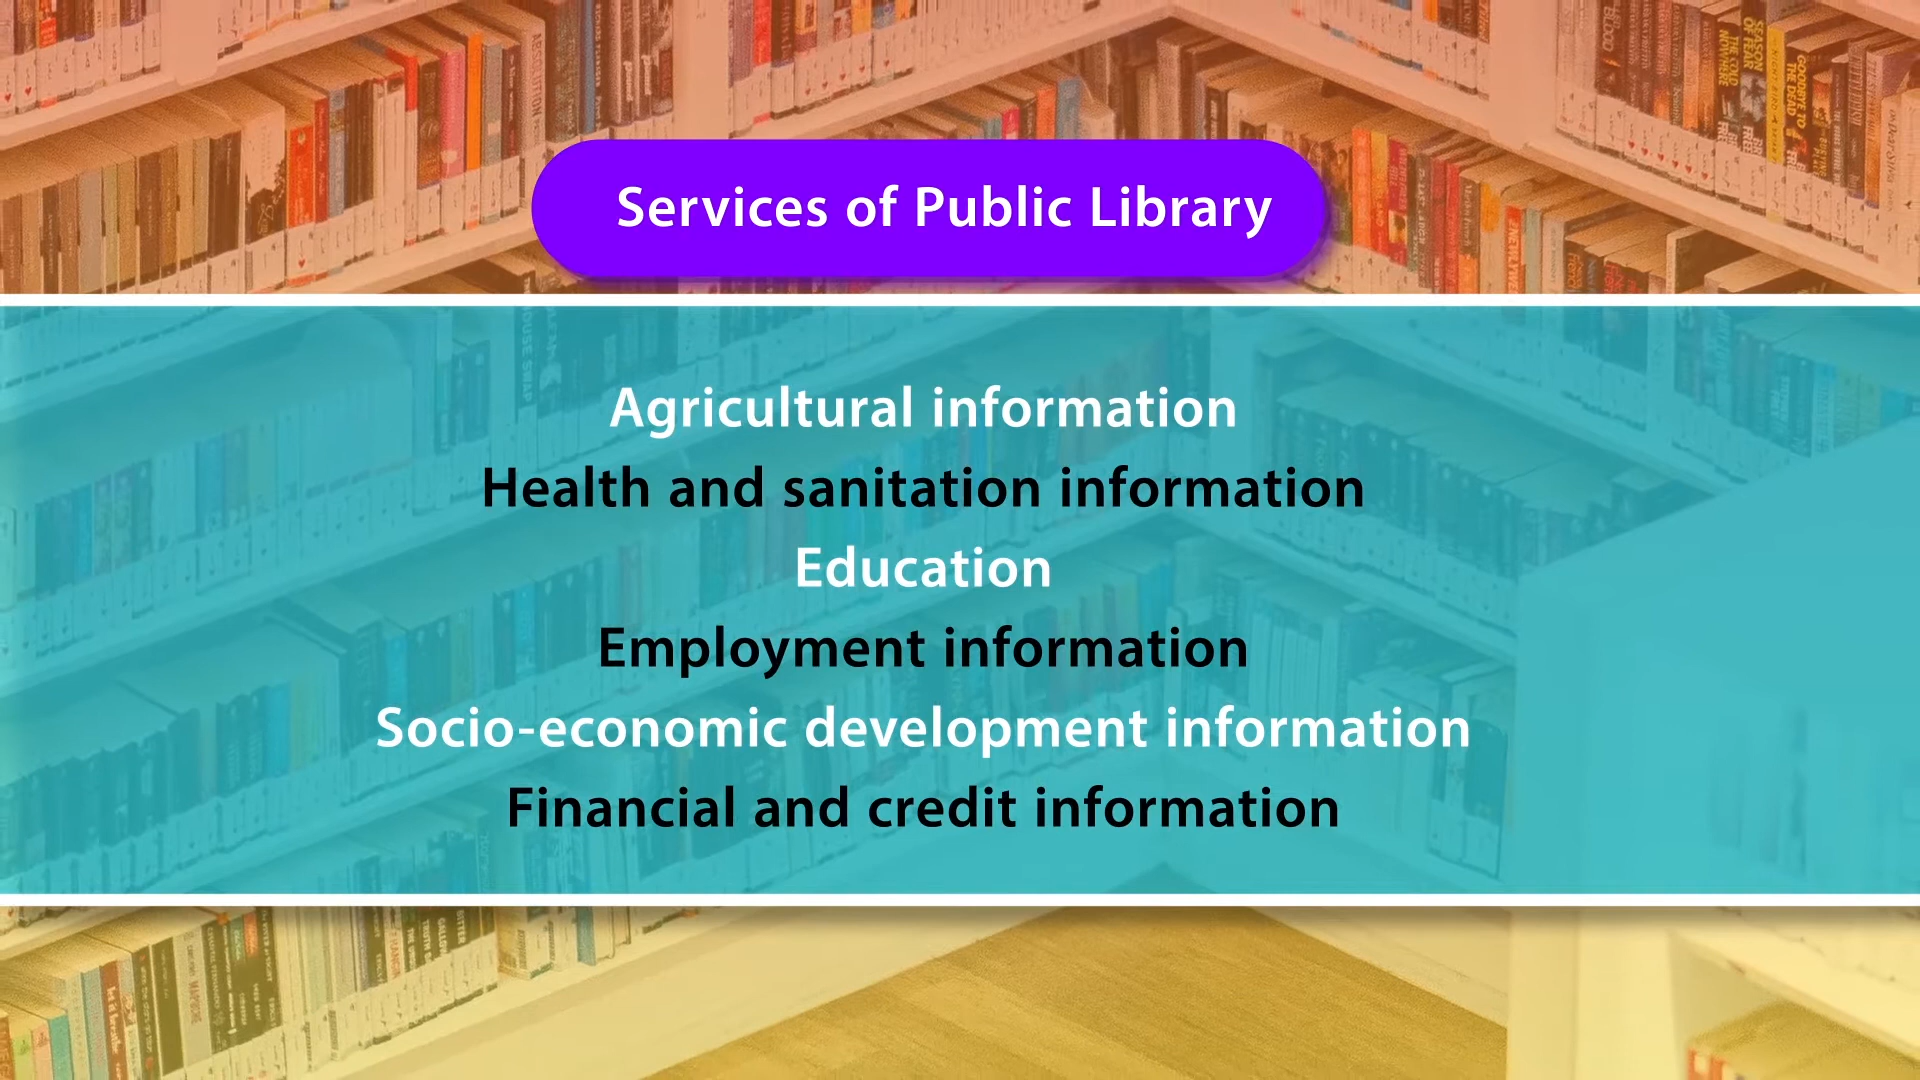 Services of Public Library
Agricultural information
Health and sanitation information
Education
Employment information
Socio-economic development information
Financial and credit information